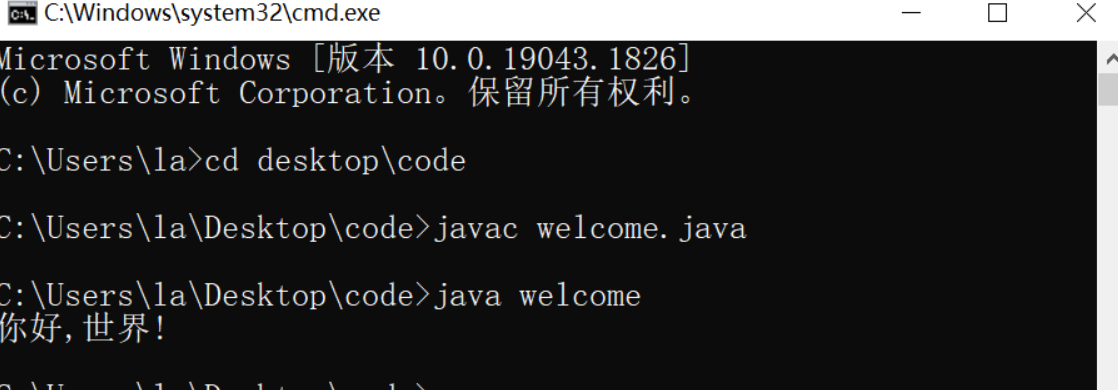 C:\Windows\system32\cmd.exe
Microsoft Windows [版本 10.0.19043.1826]
(c) Microsoft Corporation。保留所有权利。
C:\Users\la>cd desktop\code
C:\Users\la\Desktop\code>javac welcome.java
C:\Users\la\Desktop\code>java welcome
你好,世界!